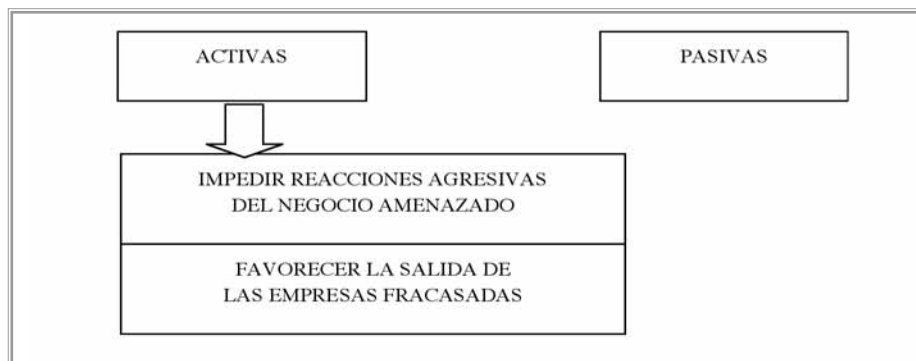 ACTIVAS
PASIVAS
IMPEDIR REACCIONES AGRESIVAS
DEL NEGOCIO AMENAZADO
FAVORECER LA SALIDA DE
LAS EMPRESAS FRACASADAS